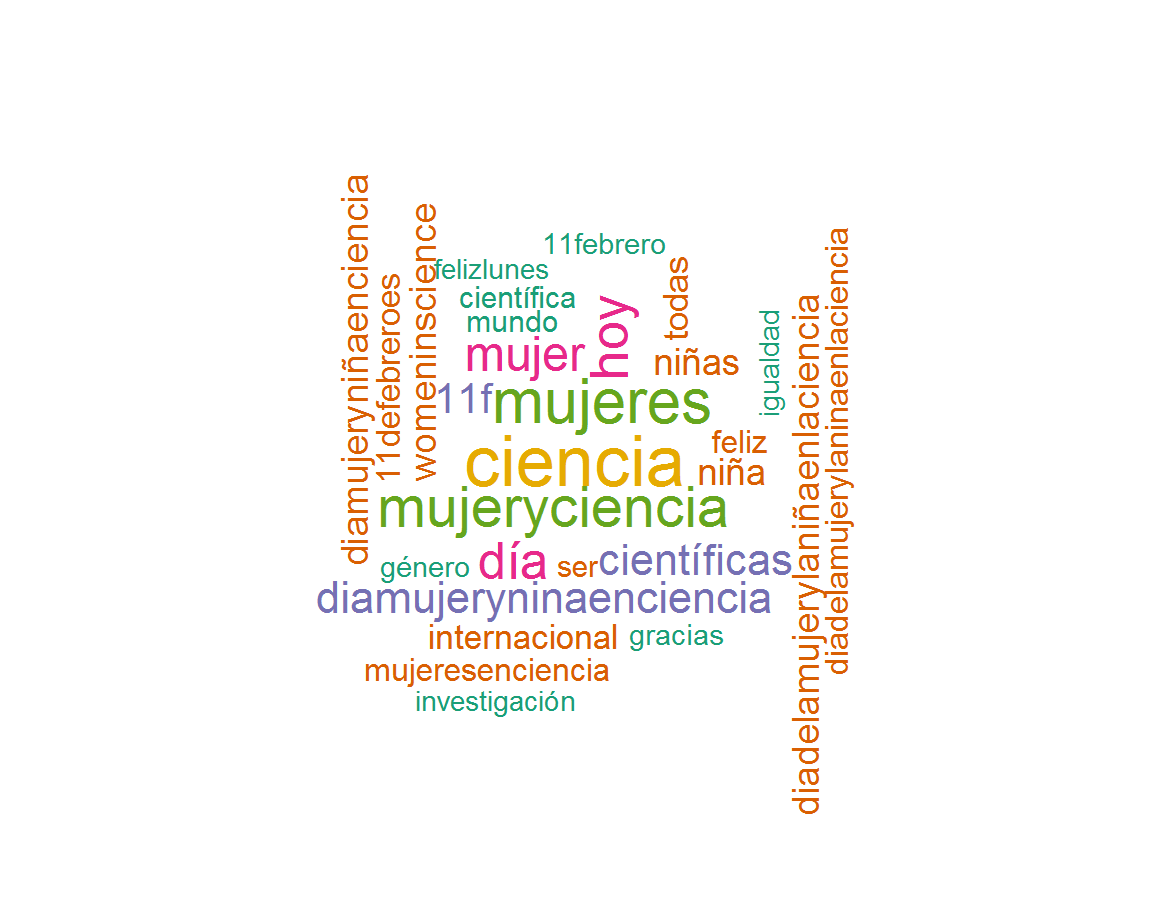 diamujeryniñaenciencia
11defebreroes
womeninscience
11febrero
felizlunes
científica
mundo
mujer
hoy
todas
niñas
igualdad
11f
mujeres
feliz
ciencia
niña
mujeryciencia
diadelamujerylaniñaenlaciencia
diadelamujerylaninaenlaciencia
género
día
ser
científicas
diamujeryninaenciencia
internacional
gracias
mujeresenciencia
investigación